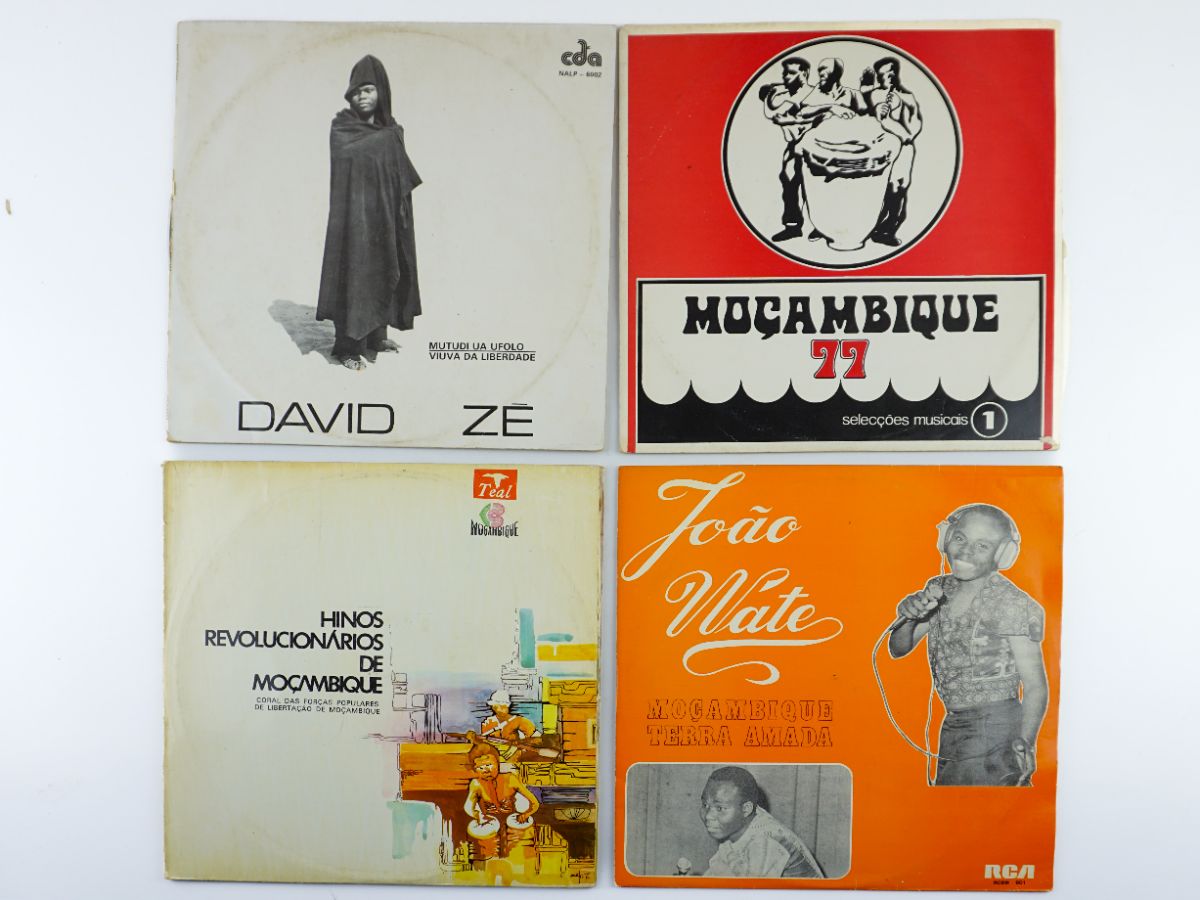 cda
NALP - 6002
MUTUDI UA UFOLO
VIUVA DA LIBERDADE
DAVID ZÉ
MOÇAMBIQUE
77
selecções musicais 1
Teal
MOÇAMBIQUE
HINOS
REVOLUCIONÁRIOS
DE
MOÇAMBIQUE
CORAL DAS FORÇAS POPULARES
DE LIBERTAÇÃO DE MOÇAMBIQUE
João
Wate
MOÇAMBIQUE
TERRA AMADA
RCA